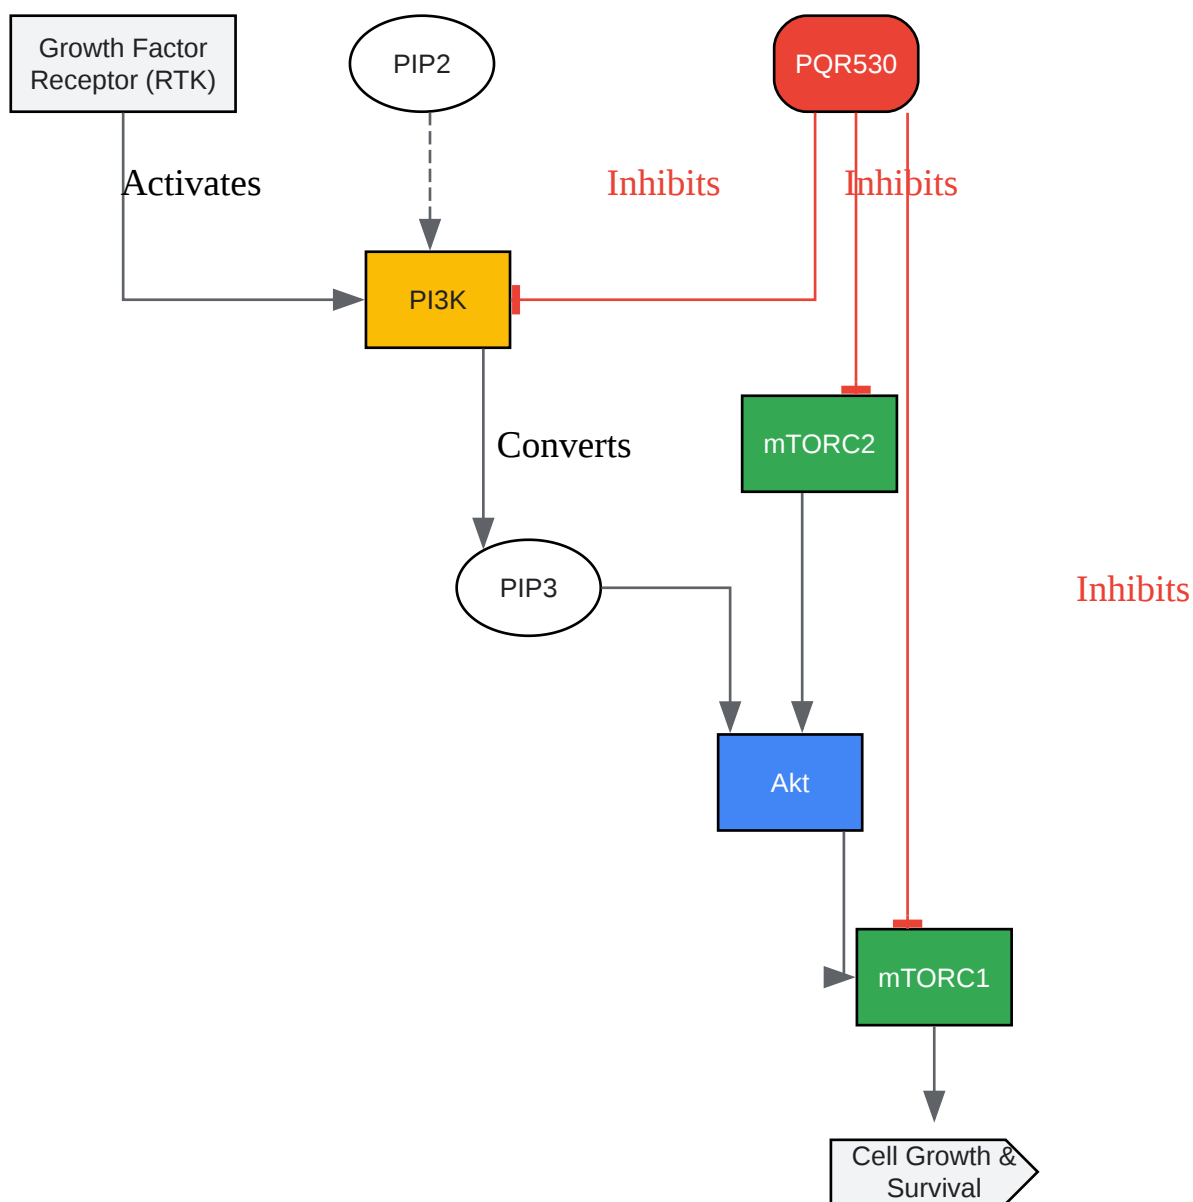 Growth Factor
Receptor (RTK)
PIP2
PQR530
Activates
Inhibits
Inhibits
PI3K
Converts
mTORC2
PIP3
Inhibits
Akt
mTORC1
Cell Growth &
Survival